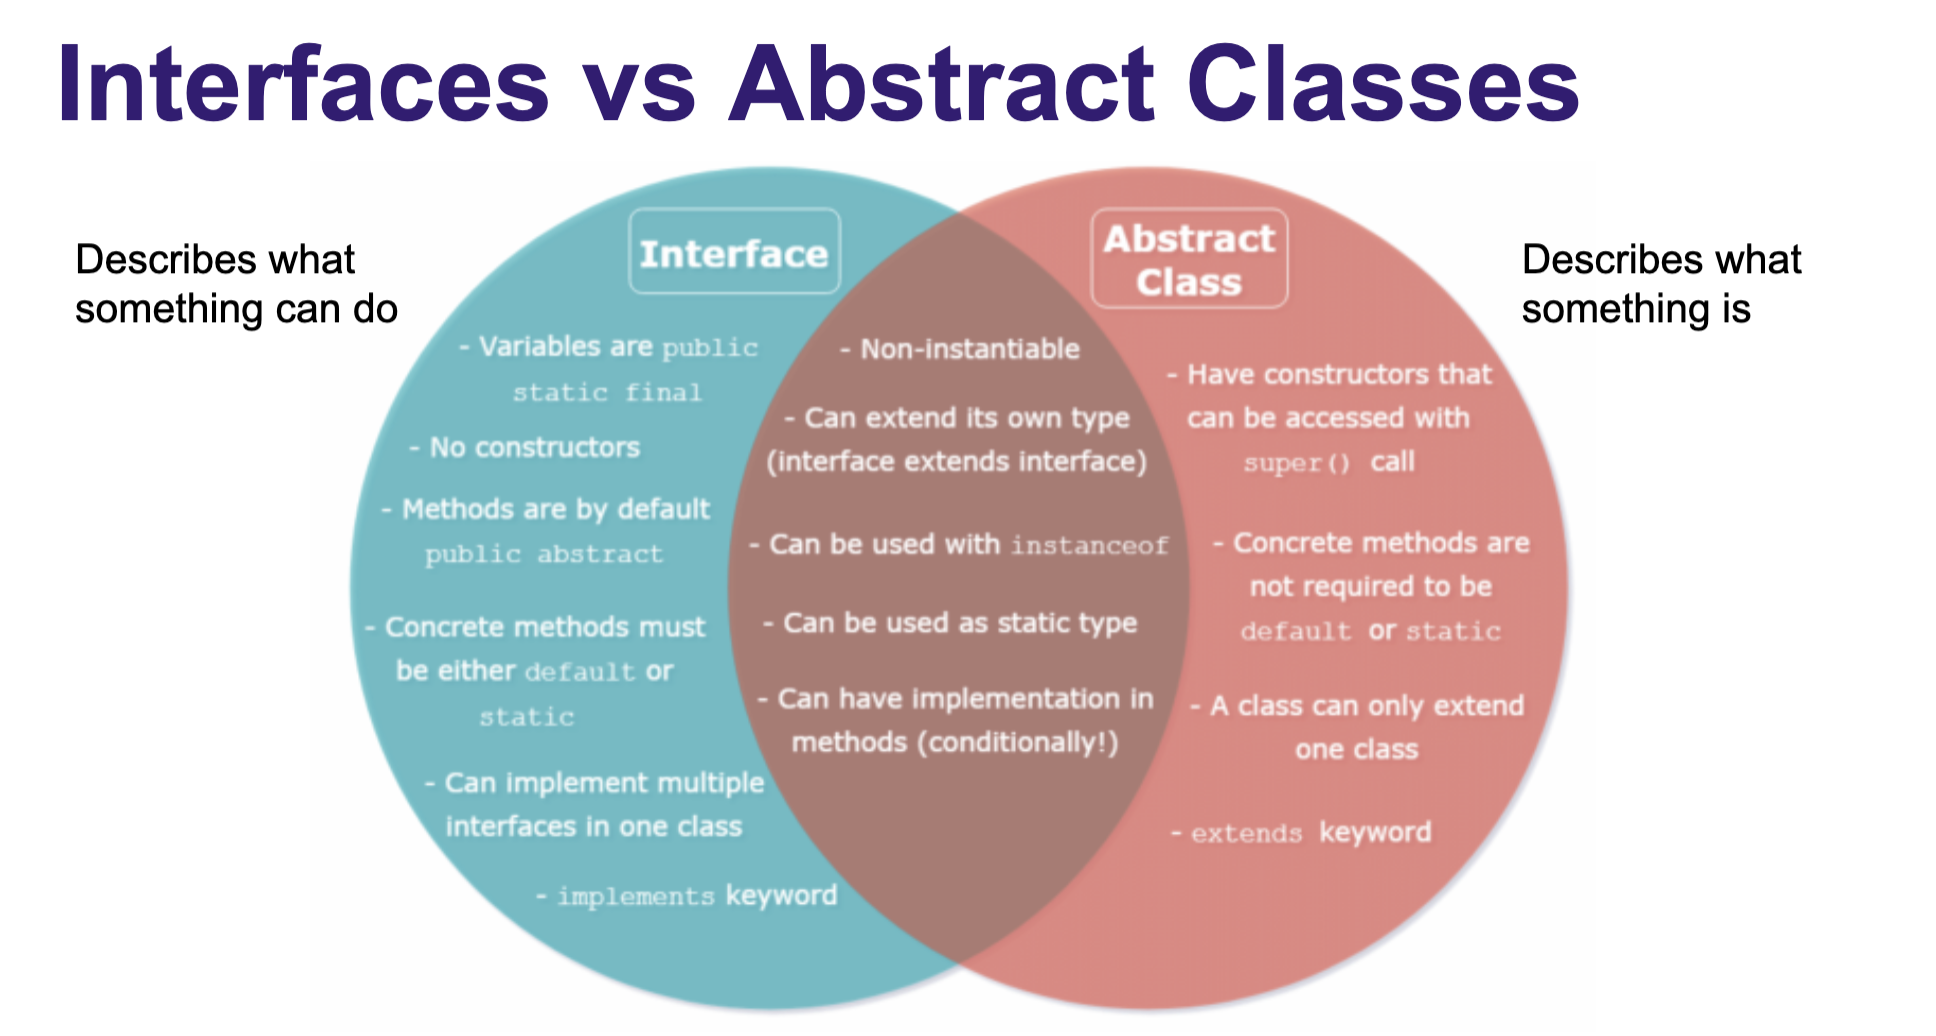 Interfaces vs Abstract Classes
Describes what
something can do
Interface
- Variables are public
static final
- No constructors
- Methods are by default
public abstract
- Concrete methods must
be either default or
static
- Can implement multiple
interfaces in one class
- implements keyword
- Non-instantiable
- Can extend its own type
(interface extends interface)
- Can be used with instanceof
- Can be used as static type
- Can have implementation in
methods (conditionally!)
Abstract
Class
- Have constructors that
can be accessed with
super() call
- Concrete methods are
not required to be
default or static
- A class can only extend
one class
- extends keyword
Describes what
something is